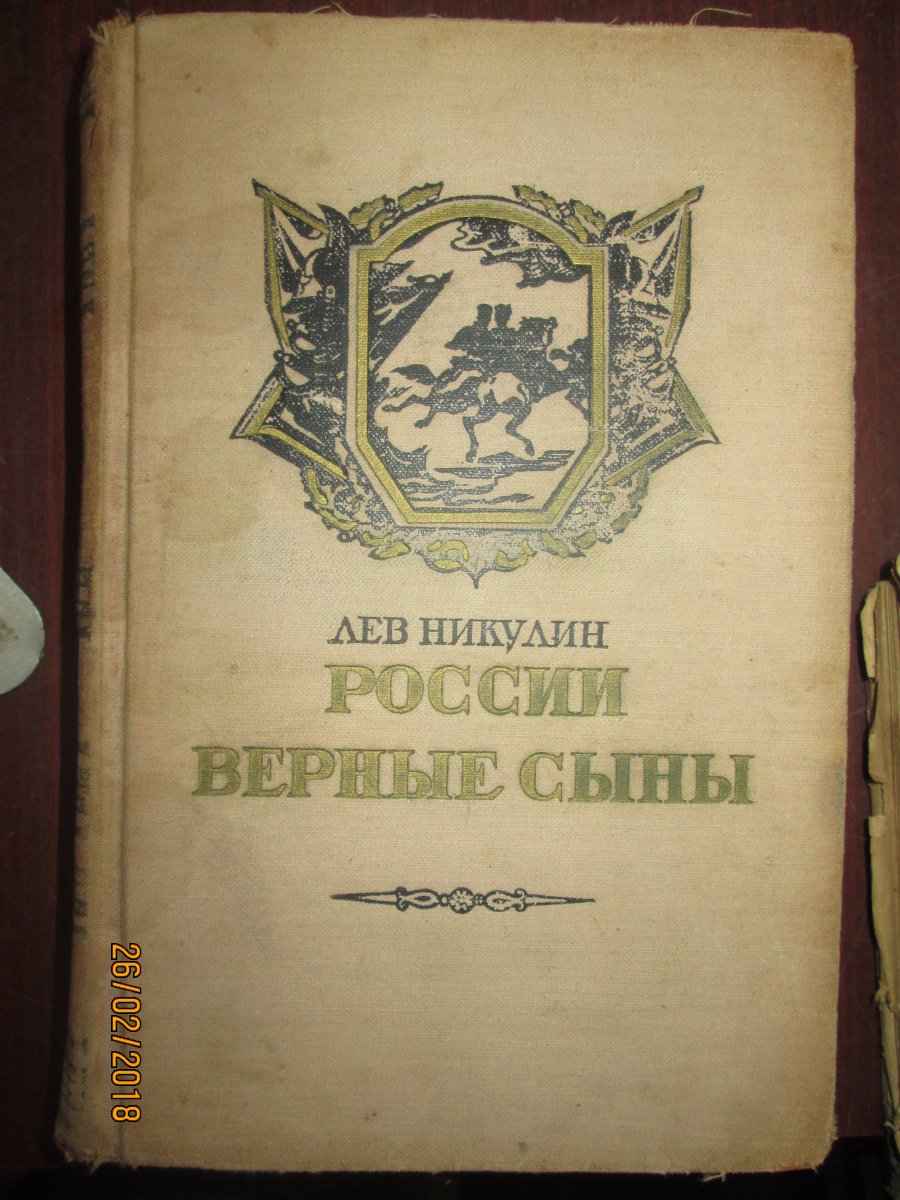 ЛЕВ НИКУЛИН
РОССИИ
ВЕРНЫЕ СЫНЫ
26/02/2018